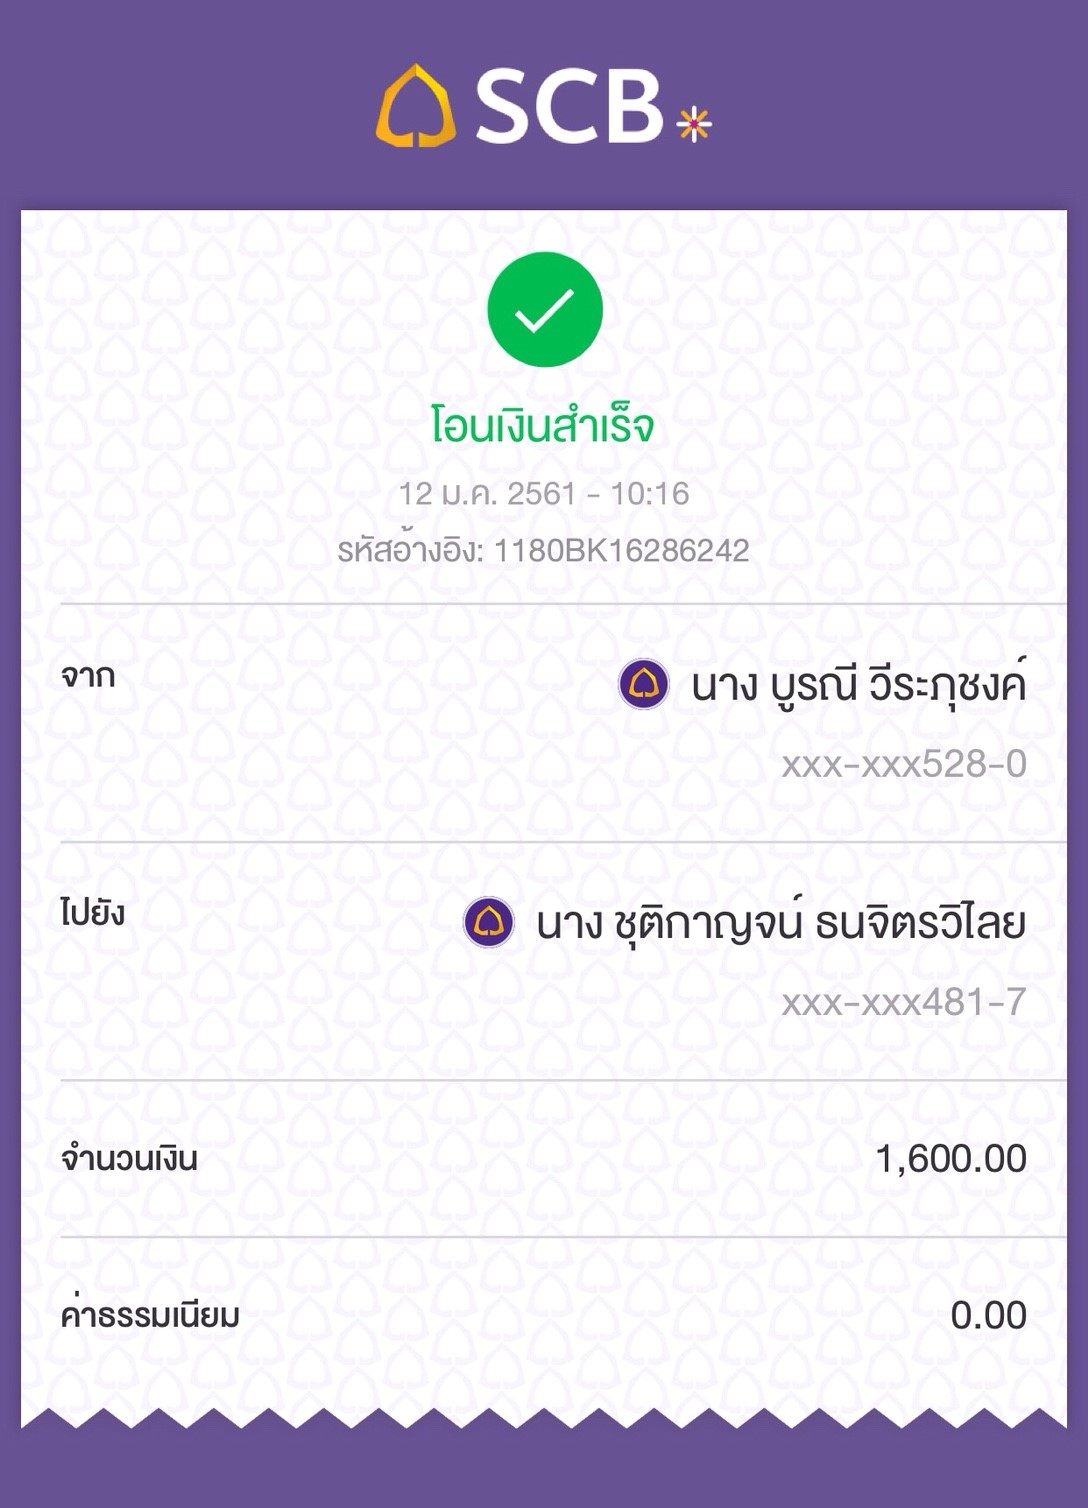 SCB
โอนเงินสำเร็จ
12 ม.ค. 2561 - 10:16
รหัสอ้างอิง: 1180BK16286242
จาก
นาง บูรณี วีระภุชงค์
xxx-xxx528-0
ไปยัง
นาง ชุติกาญจน์ ธนจิตรวิไลย
xxx-xxx481-7
จำนวนเงิน
1,600.00
ค่าธรรมเนียม
0.00